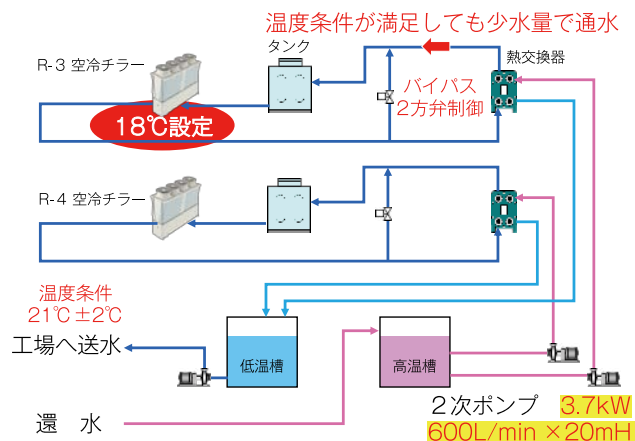 温度条件が満足しても少水量で通水
タンク
R-3 空冷チラー
熱交換器
バイパス
2方弁制御
18℃設定
R-4 空冷チラー
温度条件
21℃±2℃
工場へ送水
低温槽
高温槽
2次ポンプ 3.7kW
600L/min ×20mH
還 水